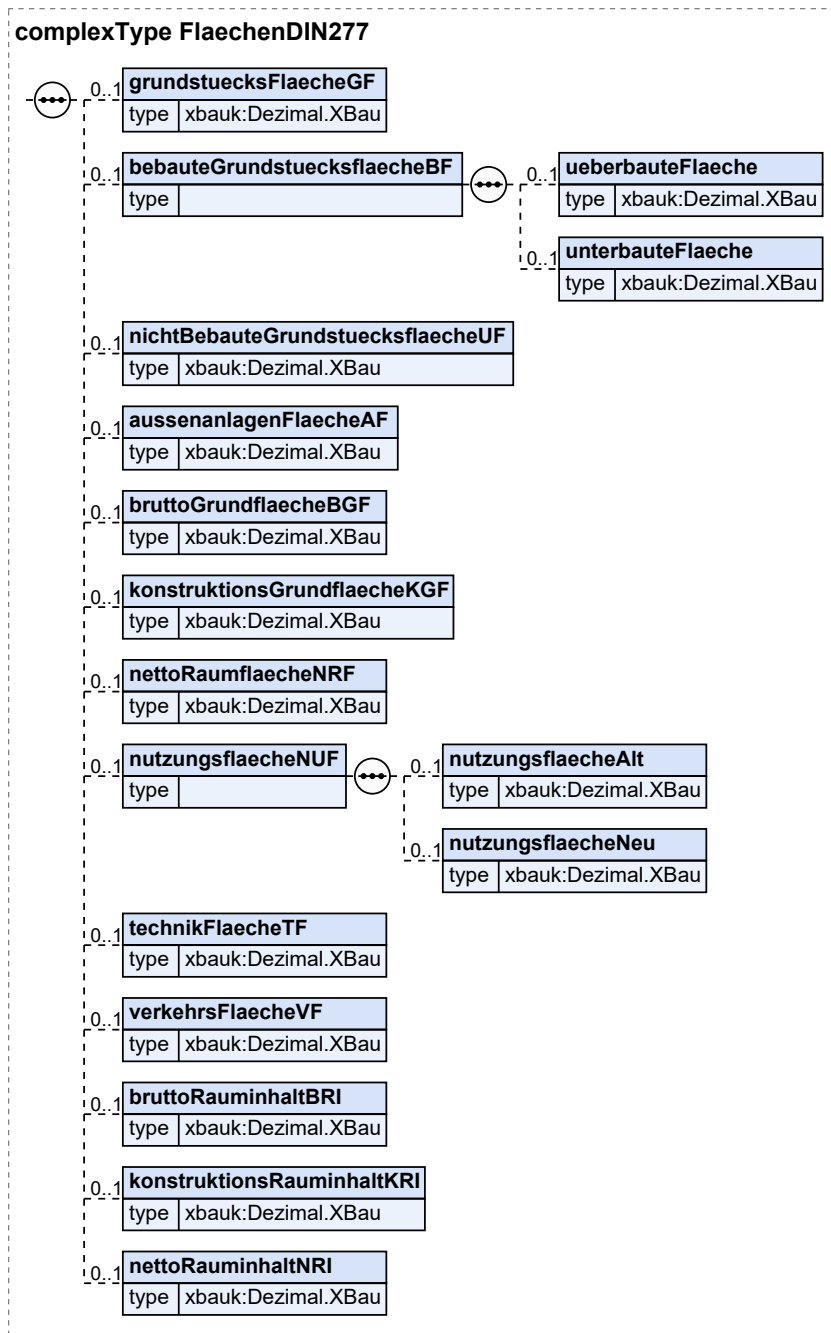 complexType FlaechenDIN277
0..1 grundstuecksFlaecheGF
type xbauk:Dezimal.XBau
0..1 bebauteGrundstuecksflaecheBF
type
0..1 ueberbauteFlaeche
type xbauk:Dezimal.XBau
0..1 unterbauteFlaeche
type xbauk:Dezimal.XBau
0..1 nichtBebauteGrundstuecksflaecheUF
type xbauk:Dezimal.XBau
0..1 aussenanlagenFlaecheAF
type xbauk:Dezimal.XBau
0..1 bruttoGrundflaecheBGF
type xbauk:Dezimal.XBau
0..1 konstruktionsGrundflaecheKGF
type xbauk:Dezimal.XBau
0..1 nettoRaumflaecheNRF
type xbauk:Dezimal.XBau
0..1 nutzungsflaecheNUF
type
0..1 nutzungsflaecheAlt
type xbauk:Dezimal.XBau
0..1 nutzungsflaecheNeu
type xbauk:Dezimal.XBau
0..1 technikFlaecheTF
type xbauk:Dezimal.XBau
0..1 verkehrsFlaecheVF
type xbauk:Dezimal.XBau
0..1 bruttoRauminhaltBRI
type xbauk:Dezimal.XBau
0..1 konstruktionsRauminhaltKRI
type xbauk:Dezimal.XBau
0..1 nettoRauminhaltNRI
type xbauk:Dezimal.XBau